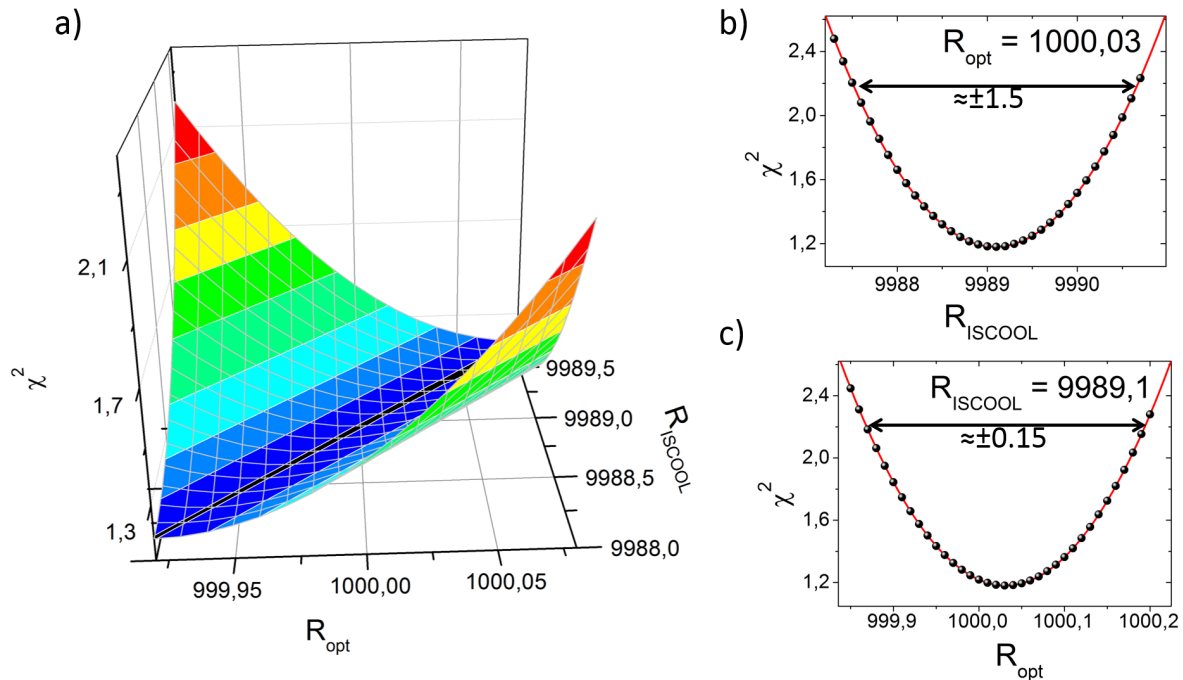 a)
2,1
1,7
1,3
χ²
999,95
1000,00
1000,05
R_opt
9989,5
9989,0
9988,5
9988,0
R_ISCOOL
b)
R_opt = 1000,03
≈±1.5
2,4
2,0
1,6
1,2
χ²
9988
9989
9990
R_ISCOOL
c)
R_ISCOOL = 9989,1
≈±0.15
2,6
2,4
2,0
1,6
1,2
χ²
999,9
1000,0
1000,1
1000,2
R_opt